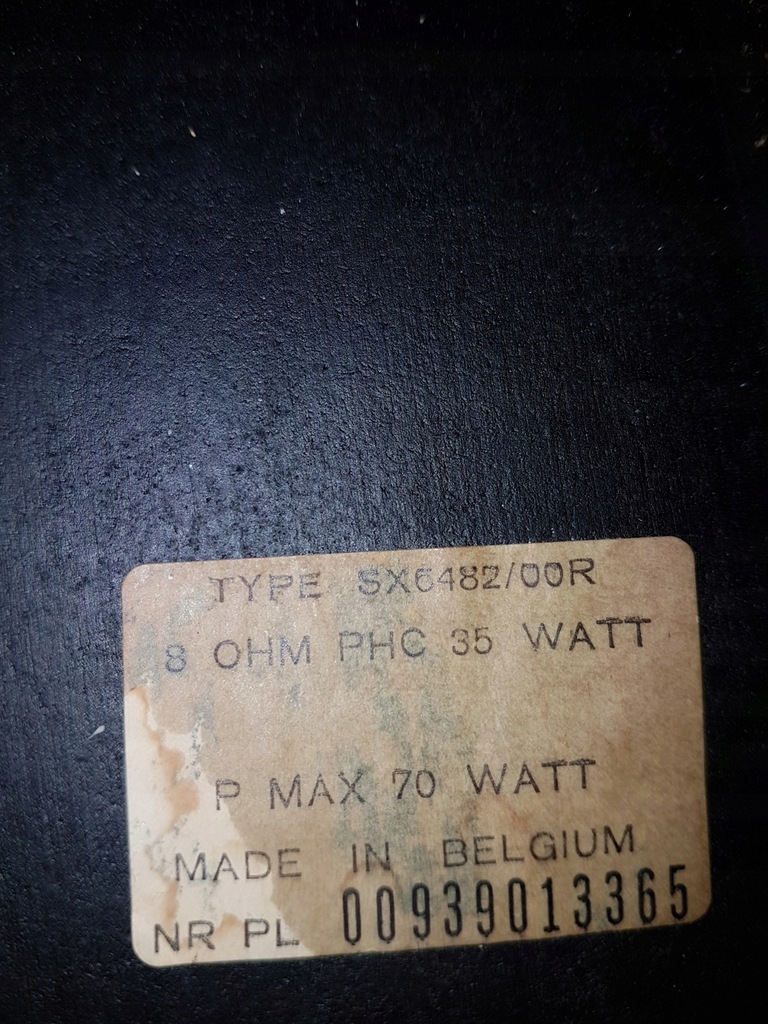 TYPE SX6482/00R
8 OHM PHC 35 WATT
P MAX 70 WATT
MADE IN BELGIUM
NR PL 00939013365